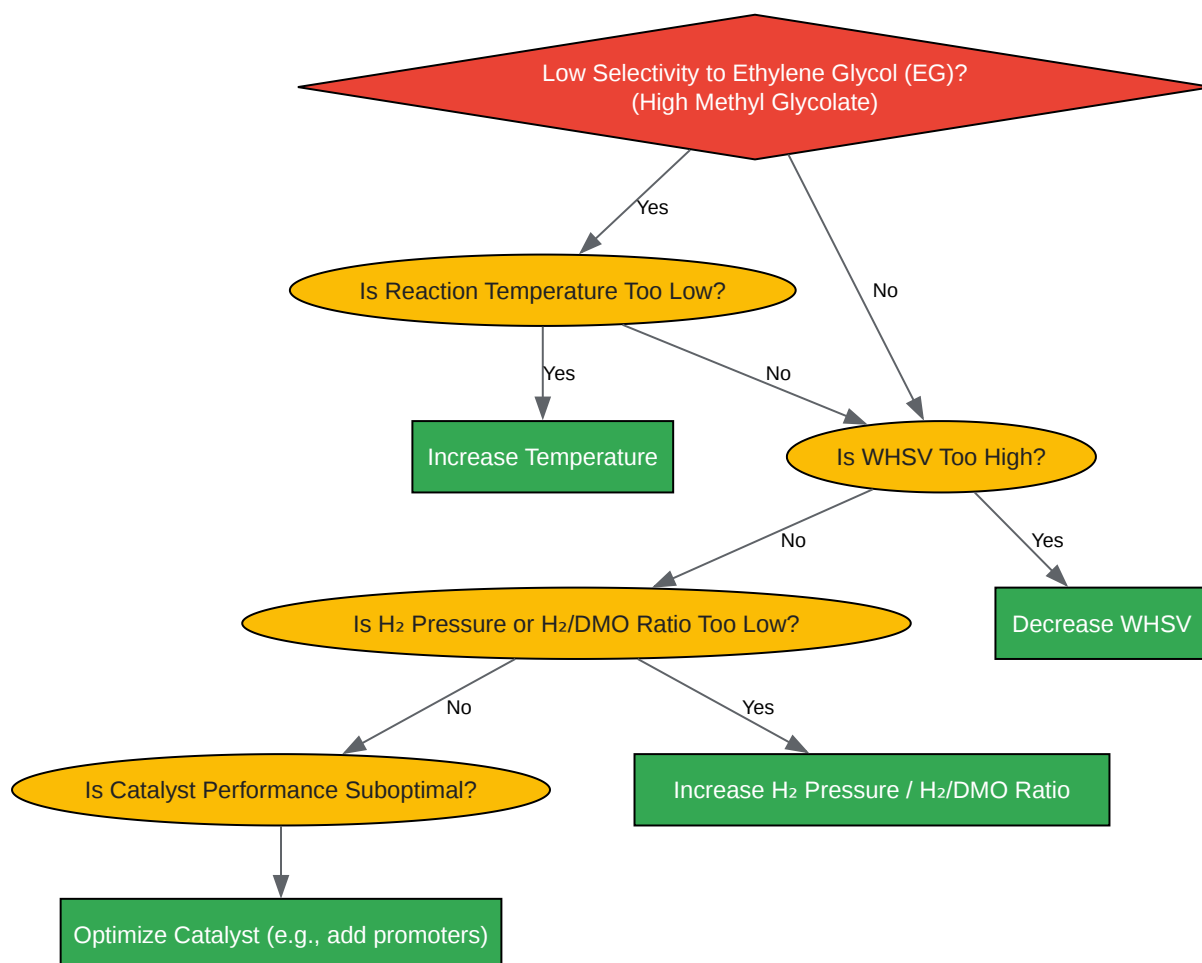 Low Selectivity to Ethylene Glycol (EG)?
(High Methyl Glycolate)
Yes
Is Reaction Temperature Too Low?
No
Yes
No
Increase Temperature
Is WHSV Too High?
No
Yes
Is H₂ Pressure or H₂/DMO Ratio Too Low?
Decrease WHSV
No
Yes
Is Catalyst Performance Suboptimal?
Increase H₂ Pressure / H₂/DMO Ratio
Optimize Catalyst (e.g., add promoters)